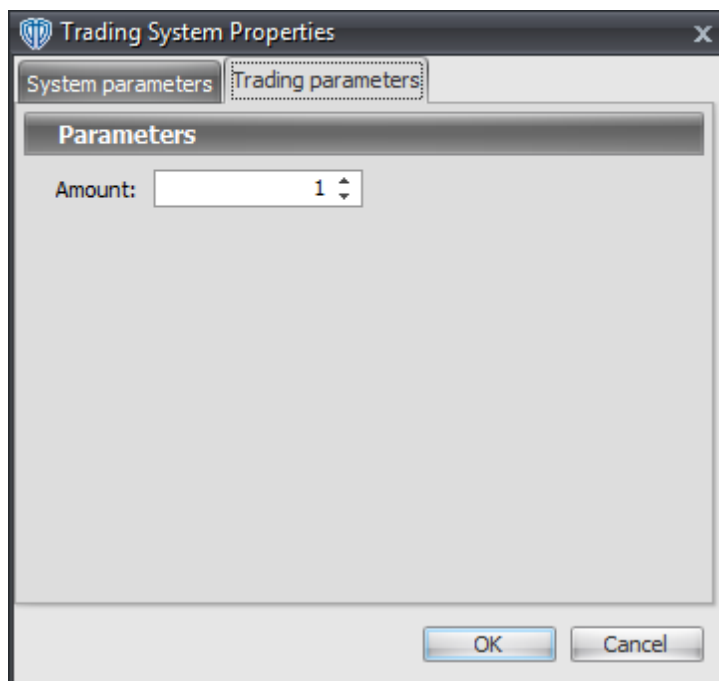 Trading System Properties
System parameters Trading parameters
Parameters
Amount: 1
OK Cancel